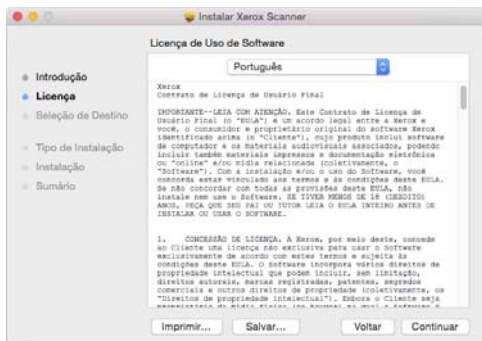 Instalar Xerox Scanner
Licença de Uso de Software
Português
Introdução
Licença
Seleção de Destino
Tipo de Instalação
Instalação
Sumário
Xerox
Contrato de Licença de Usuário Final
IMPORTANTE--LEIA COM ATENÇÃO. Este Contrato de Licença de
Usuário Final (o "EULA") é um acordo legal entre a Xerox e
você, o consumidor e proprietário original do software Xerox
identificado acima (o "Cliente"), cujo produto inclui software
de computador e os materiais audiovisuais associados, podendo
incluir também materiais impressos e documentação eletrônica
ou "online" e/ou mídia relacionada (coletivamente, o
"Software"). Com a instalação e/ou o uso do Software, você
concorda estar vinculado aos termos e às condições deste EULA.
Se não concordar com todas as provisões deste EULA, não
instale nem use o Software. SE TIVER MENOS DE 18 (DEZOITO)
ANOS, PEÇA QUE SEU PAI OU TUTOR LEIA O EULA INTEIRO ANTES DE
INSTALAR OU USAR O SOFTWARE.
1. CONCESSÃO DE LICENÇA. A Xerox, por meio deste, concede
ao Cliente uma licença não exclusiva para usar o Software
exclusivamente de acordo com estes termos e sujeita às
condições deste EULA. O Software incorpora vários direitos de
propriedade intelectual que podem incluir, sem limitação,
direitos autorais, marcas registradas, patentes, segredos
comerciais e outros direitos de propriedade (coletivamente, os
"Direitos de propriedade intelectual"). Embora o Cliente seja
Imprimir...
Salvar...
Voltar
Continuar